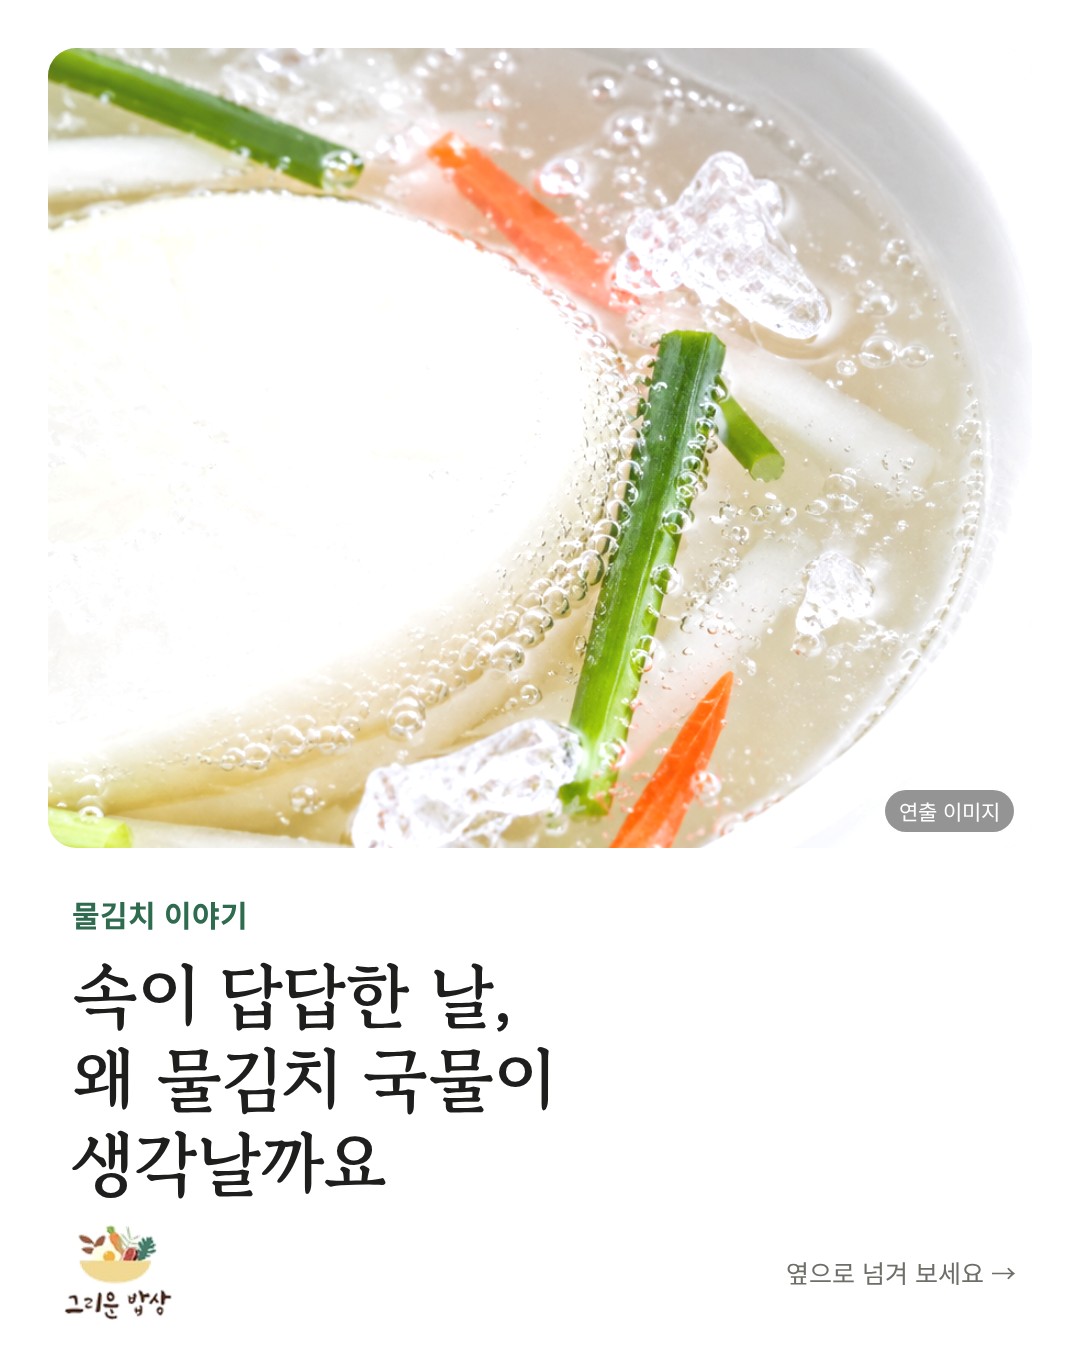 연출 이미지
물김치 이야기
속이 답답한 날,
왜 물김치 국물이
생각날까요
그리운 밥상
옆으로 넘겨 보세요 →